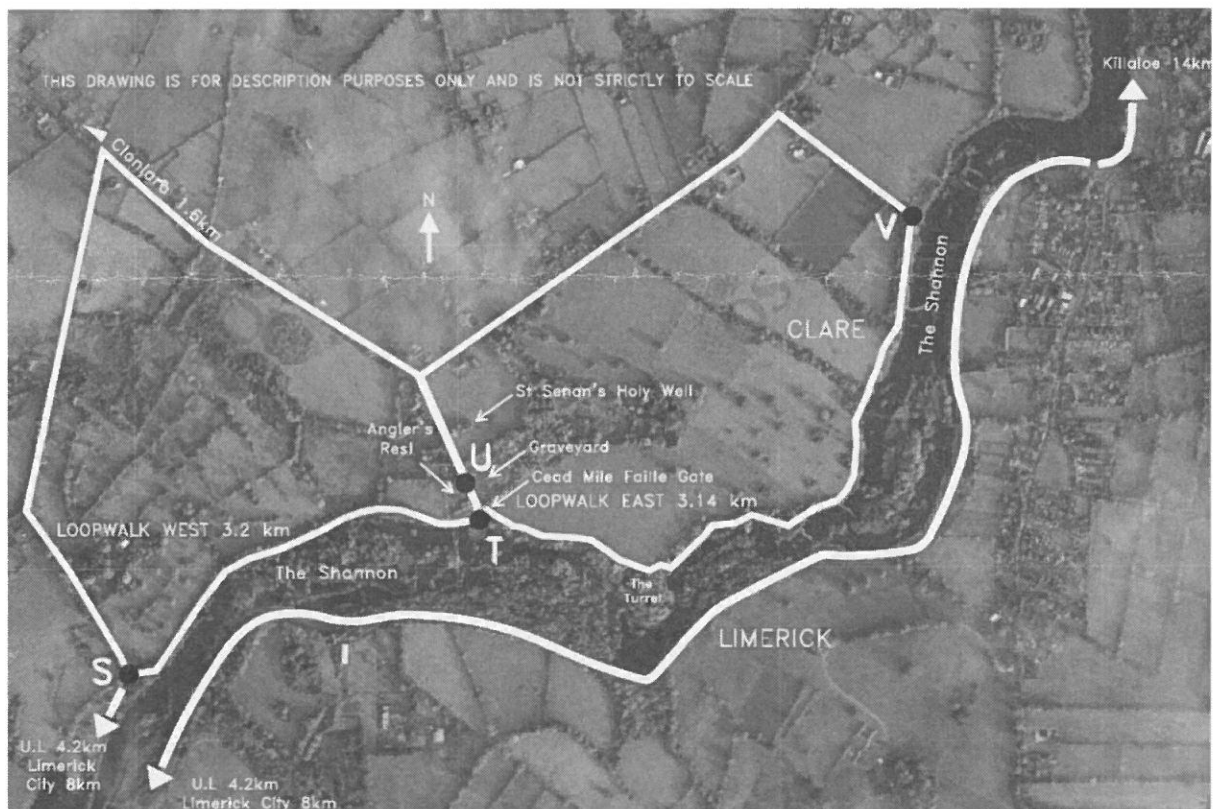 THIS DRAWING IS FOR DESCRIPTION PURPOSES ONLY AND IS NOT STRICTLY TO SCALE
Killaloe 14km
Clonlara 1.6km
N
V
The Shannon
CLARE
St Senan's Holy Well
Angler's
Rest
U
Graveyard
Cead Mile Failte Gate
LOOPWALK EAST 3.14 km
LOOPWALK WEST 3.2 km
T
The Shannon
The
Turret
LIMERICK
S
U.L 4.2km
Limerick
City 8km
U.L 4.2km
Limerick City 8km